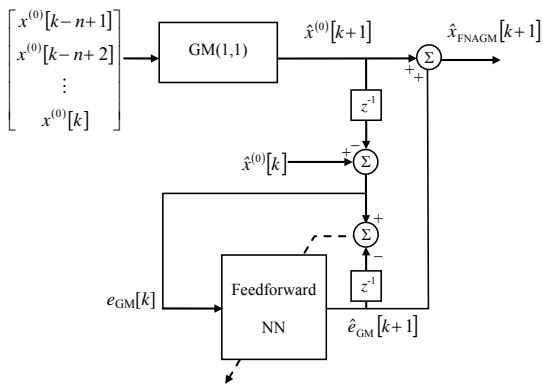 x⁽⁰⁾[k-n+1]
x⁽⁰⁾[k-n+2]
⋮
x⁽⁰⁾[k]
GM(1,1)
x̂⁽⁰⁾[k+1]
x̂_FNAGM[k+1]
+ Σ
+
z⁻¹
−
+ Σ
x̂⁽⁰⁾[k]
+
Σ
−
z⁻¹
Feedforward
NN
e_GM[k]
ê_GM[k+1]